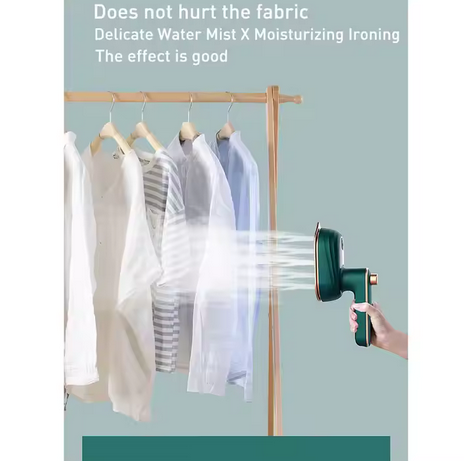 Does not hurt the fabric
Delicate Water Mist X Moisturizing Ironing
The effect is good